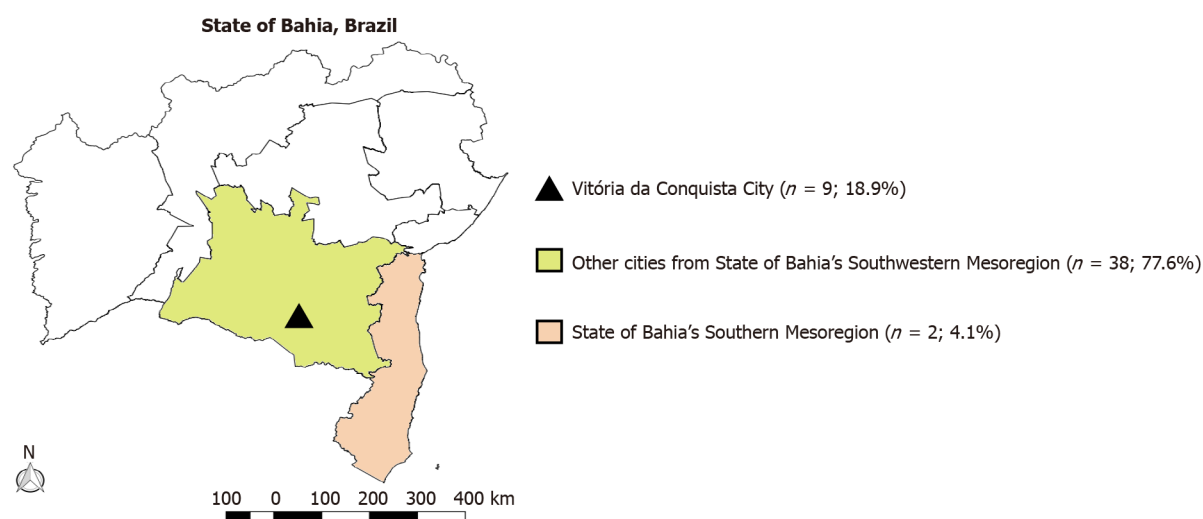 State of Bahia, Brazil
Vitória da Conquista City (n = 9; 18.9%)
Other cities from State of Bahia's Southwestern Mesoregion (n = 38; 77.6%)
State of Bahia's Southern Mesoregion (n = 2; 4.1%)
N
100 0 100 200 300 400 km